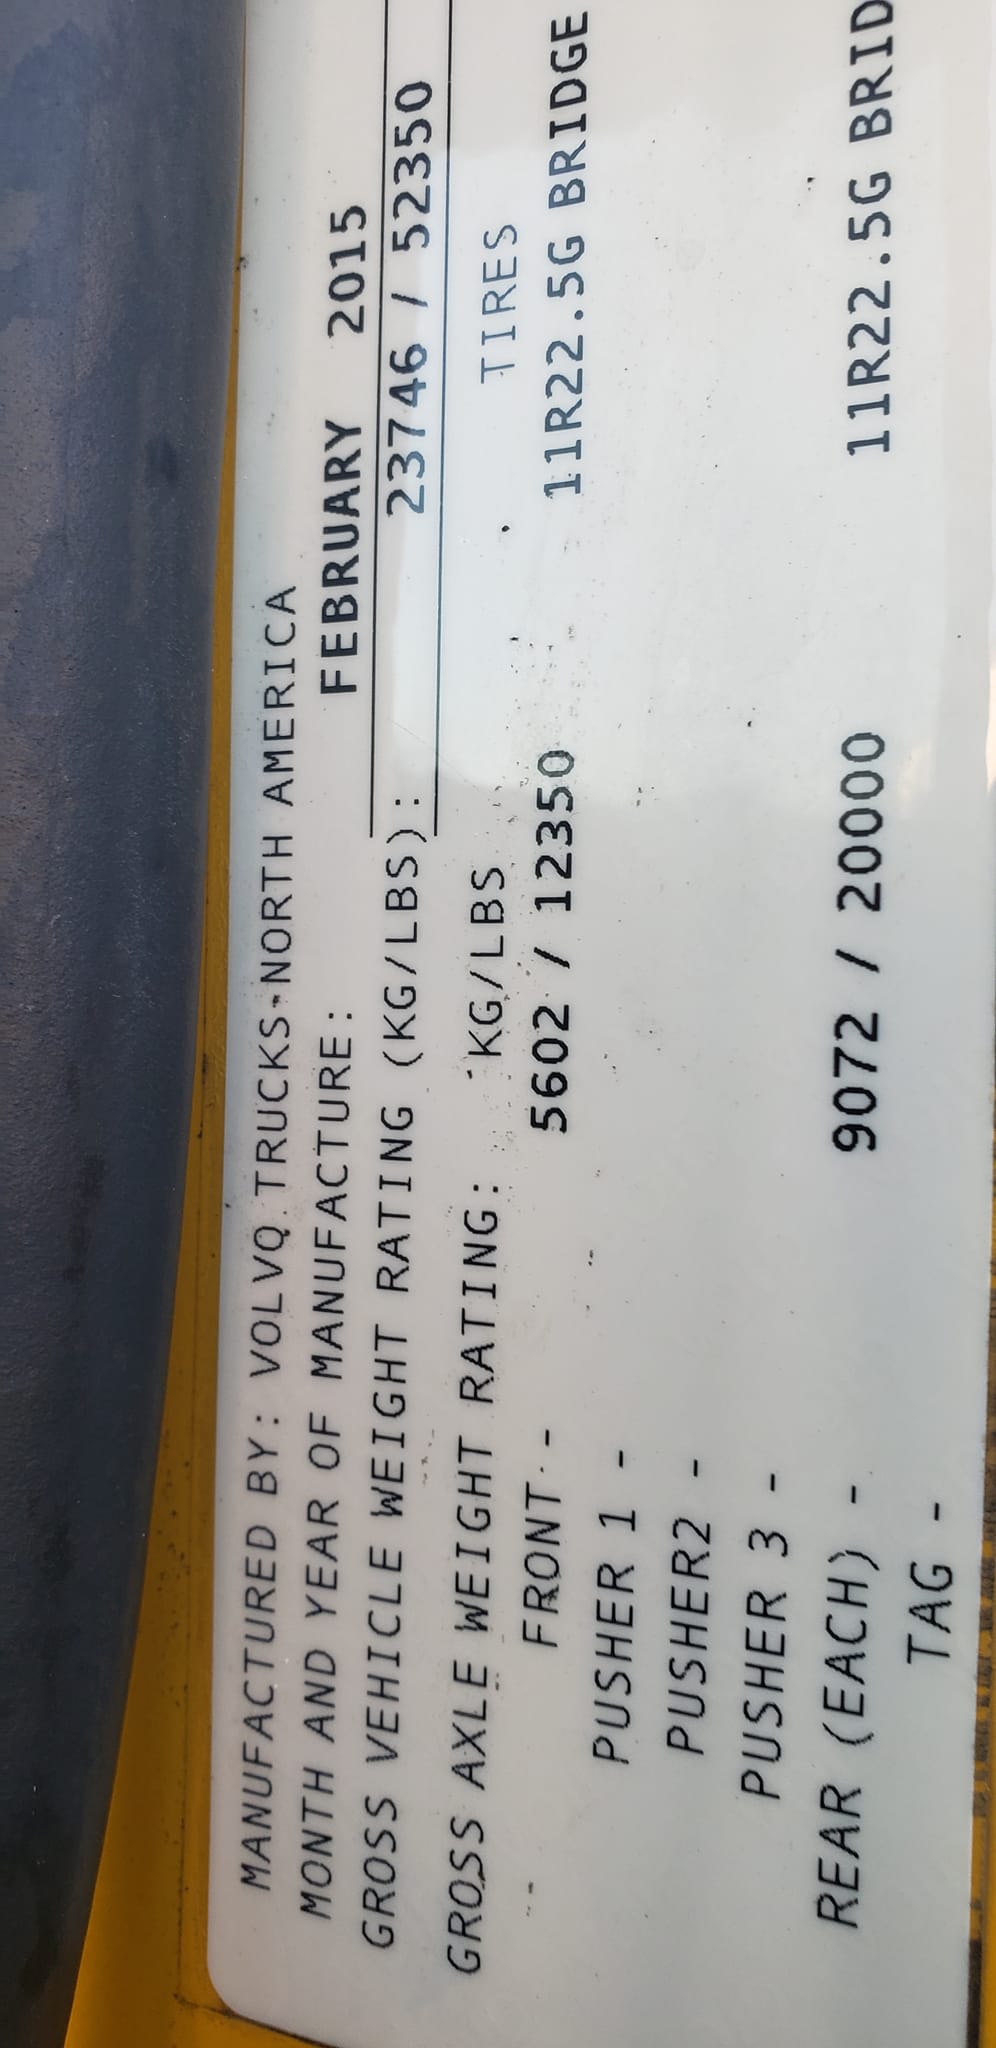 MANUFACTURED BY: VOLVO TRUCKS NORTH AMERICA
MONTH AND YEAR OF MANUFACTURE: FEBRUARY 2015
GROSS VEHICLE WEIGHT RATING (KG/LBS): 23746 / 52350
GROSS AXLE WEIGHT RATING: KG/LBS TIRES
FRONT - 5602 / 12350 11R22.5G BRIDGE
PUSHER 1 -
PUSHER2 -
PUSHER 3 -
REAR (EACH) - 9072 / 20000 11R22.5G BRID
TAG -